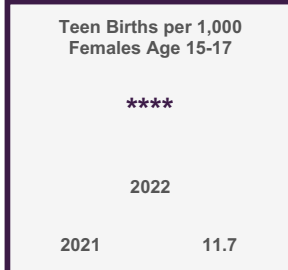 Teen Births per 1,000
Females Age 15-17
****
2022
2021 11.7